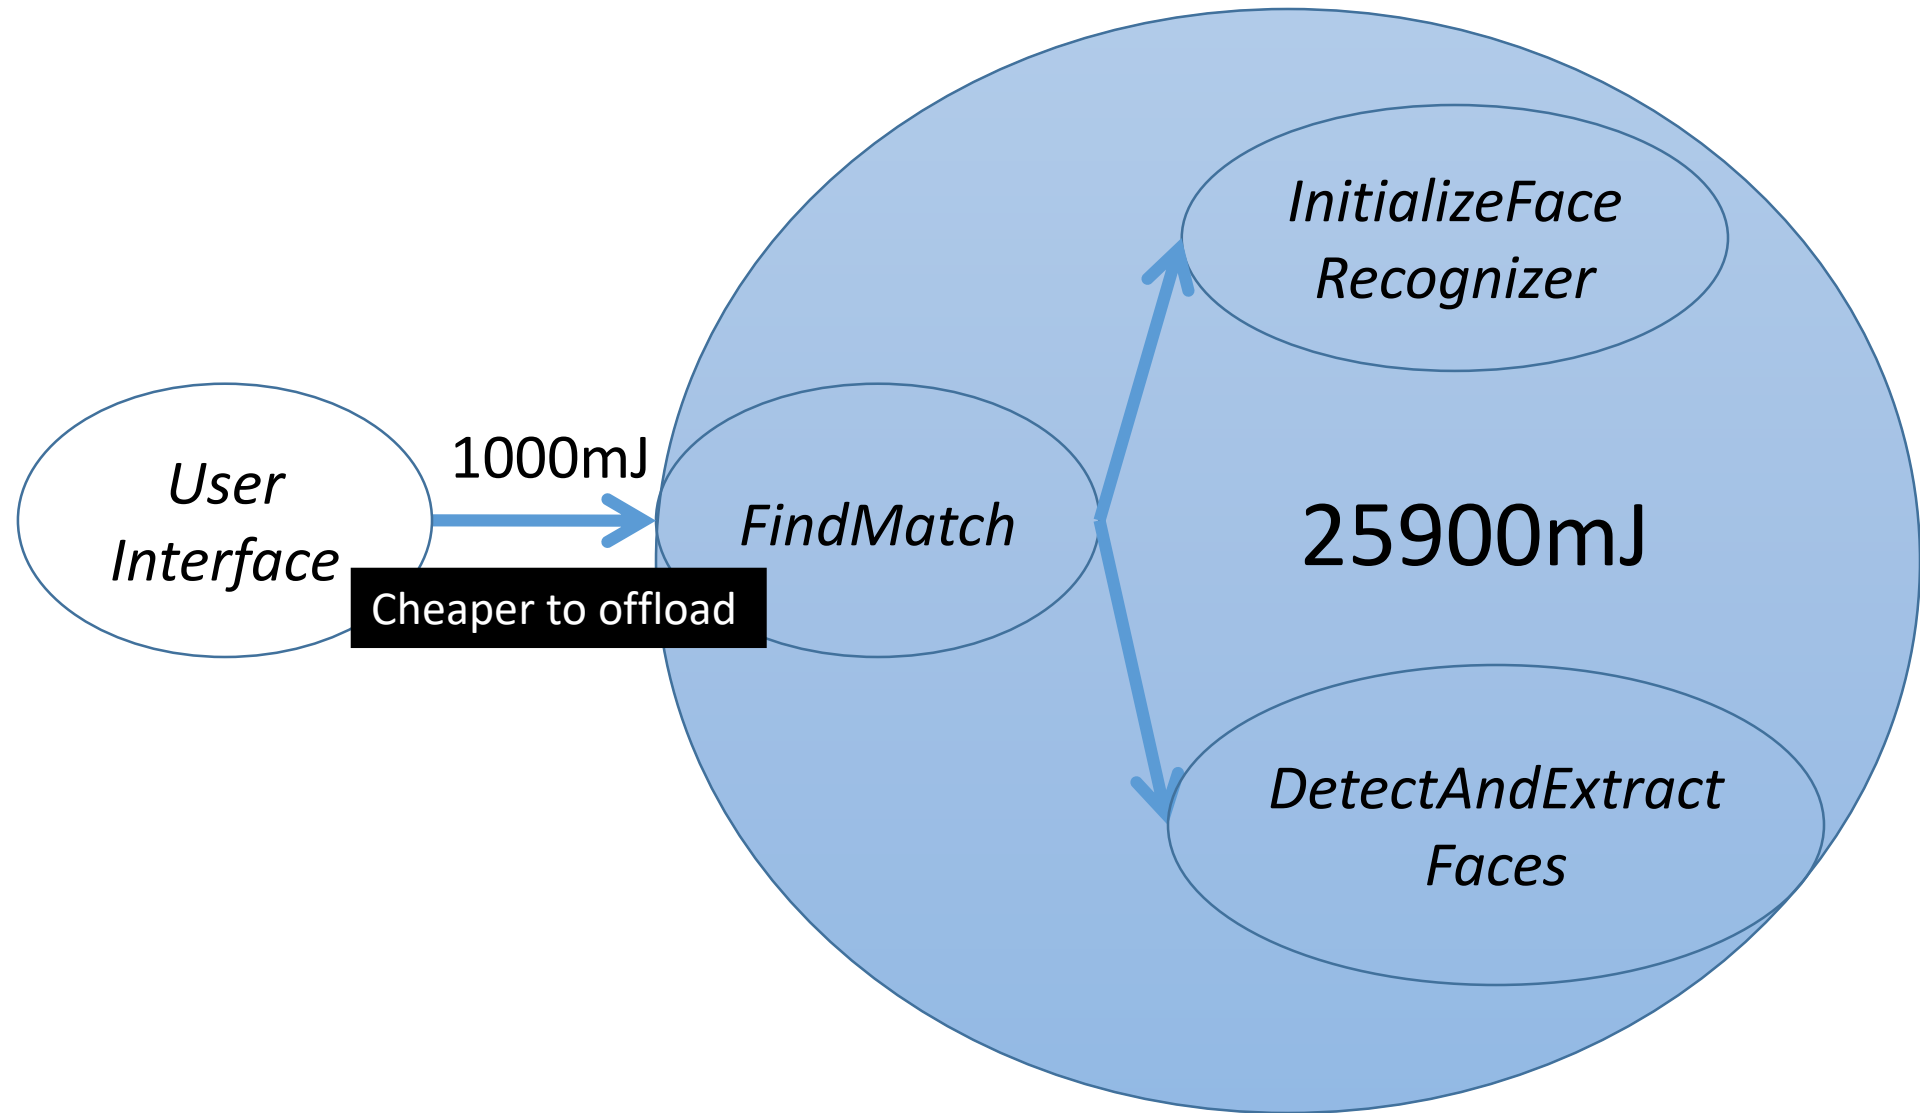 User
Interface
1000mJ
Cheaper to offload
FindMatch
InitializeFace
Recognizer
25900mJ
DetectAndExtract
Faces